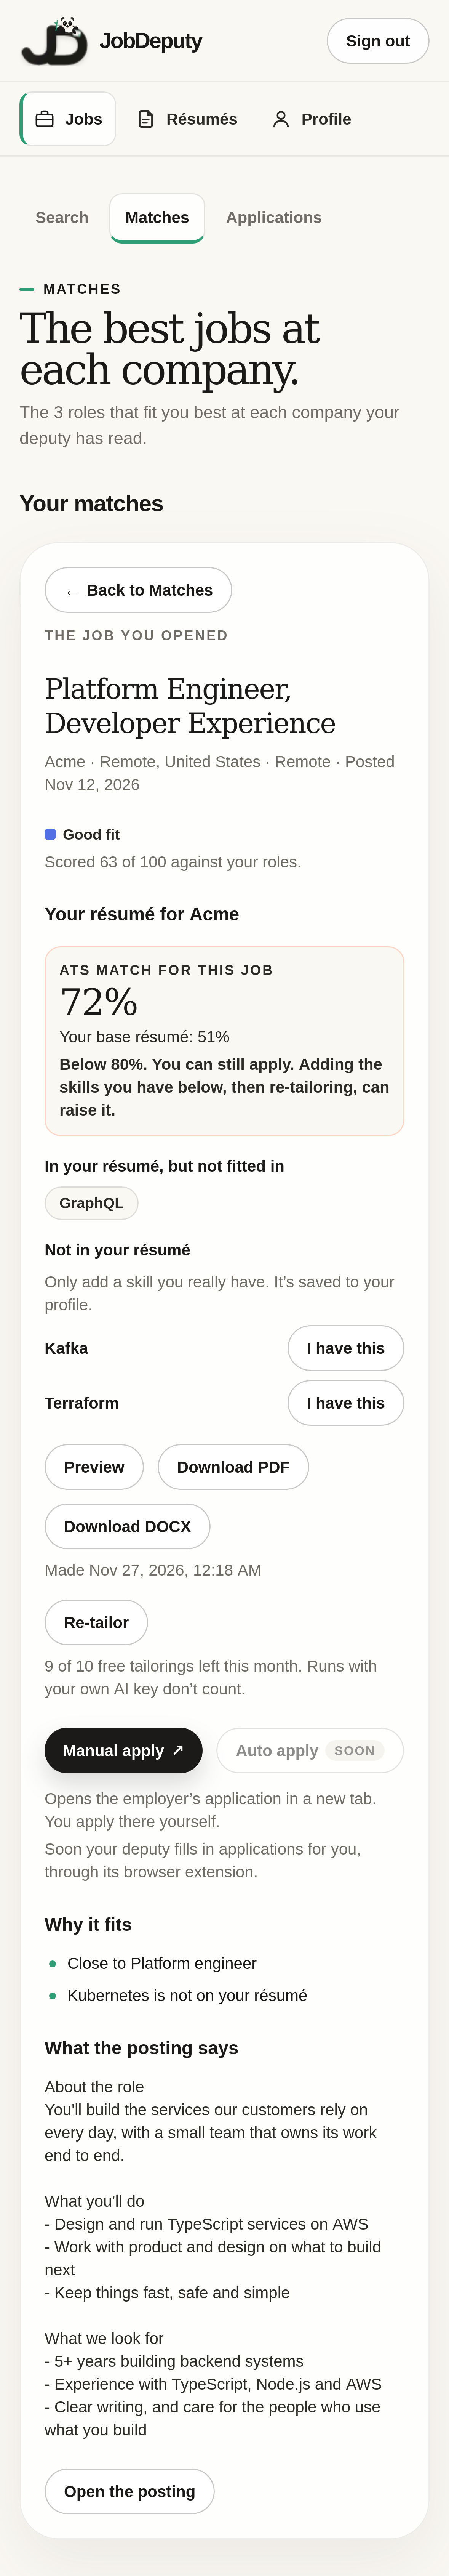 JobDeputy
Sign out
Jobs
Résumés
Profile
Search
Matches
Applications
MATCHES
The best jobs at
each company.
The 3 roles that fit you best at each company your
deputy has read.
Your matches
← Back to Matches
THE JOB YOU OPENED
Platform Engineer,
Developer Experience
Acme · Remote, United States · Remote · Posted
Nov 12, 2026
Good fit
Scored 63 of 100 against your roles.
Your résumé for Acme
ATS MATCH FOR THIS JOB
72%
Your base résumé: 51%
Below 80%. You can still apply. Adding the
skills you have below, then re-tailoring, can
raise it.
In your résumé, but not fitted in
GraphQL
Not in your résumé
Only add a skill you really have. It’s saved to your
profile.
Kafka
I have this
Terraform
I have this
Preview
Download PDF
Download DOCX
Made Nov 27, 2026, 12:18 AM
Re-tailor
9 of 10 free tailorings left this month. Runs with
your own AI key don’t count.
Manual apply ↗
Auto apply SOON
Opens the employer’s application in a new tab.
You apply there yourself.
Soon your deputy fills in applications for you,
through its browser extension.
Why it fits
Close to Platform engineer
Kubernetes is not on your résumé
What the posting says
About the role
You'll build the services our customers rely on
every day, with a small team that owns its work
end to end.
What you'll do
- Design and run TypeScript services on AWS
- Work with product and design on what to build
next
- Keep things fast, safe and simple
What we look for
- 5+ years building backend systems
- Experience with TypeScript, Node.js and AWS
- Clear writing, and care for the people who use
what you build
Open the posting